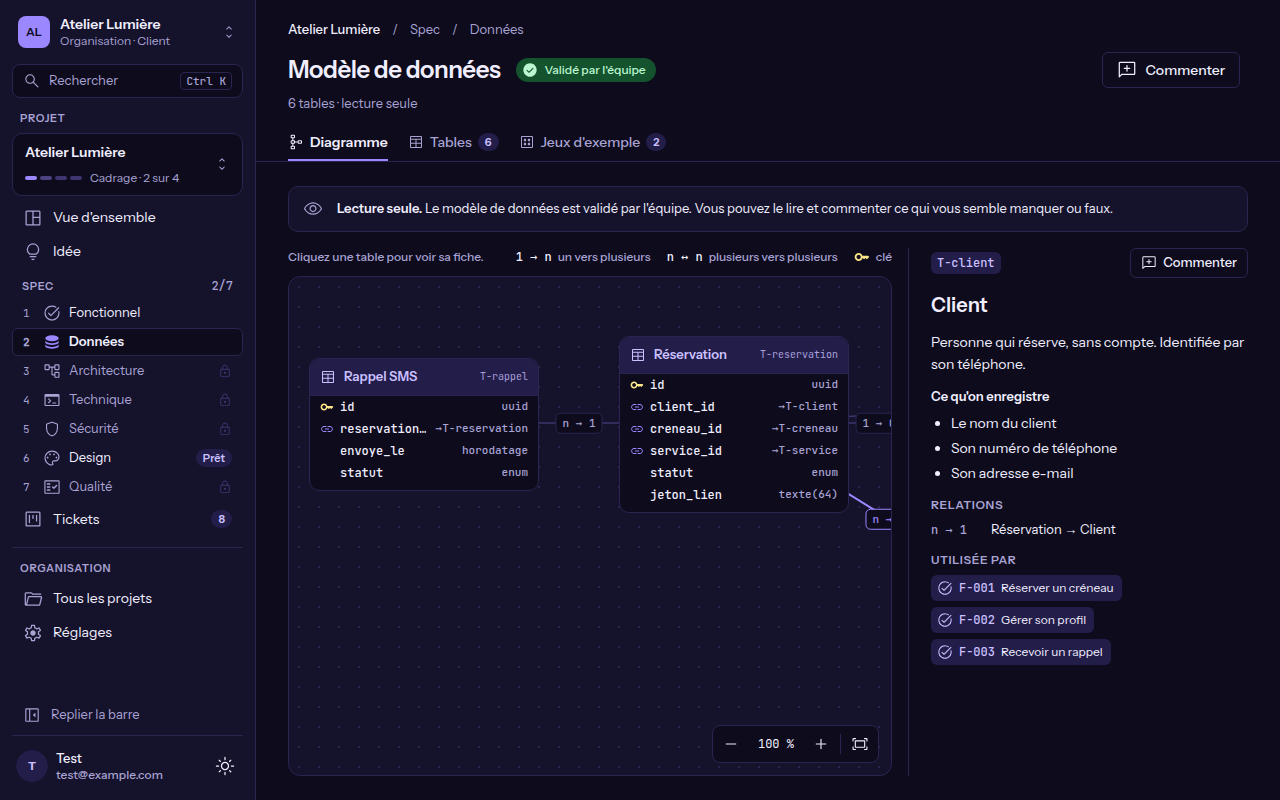 AL
Atelier Lumière
Organisation · Client
Rechercher
Ctrl K
PROJET
Atelier Lumière
Cadrage · 2 sur 4
Vue d'ensemble
Idée
SPEC 2/7
1 Fonctionnel
2 Données
3 Architecture
4 Technique
5 Sécurité
6 Design Prêt
7 Qualité
Tickets 8
ORGANISATION
Tous les projets
Réglages
Replier la barre
T
Test
test@example.com
Atelier Lumière / Spec / Données
Modèle de données
Validé par l'équipe
Commenter
6 tables · lecture seule
Diagramme
Tables 6
Jeux d'exemple 2
Lecture seule. Le modèle de données est validé par l'équipe. Vous pouvez le lire et commenter ce qui vous semble manquer ou faux.
Cliquez une table pour voir sa fiche.
1 → n un vers plusieurs
n ↔ n plusieurs vers plusieurs
clé
Rappel SMS T-rappel
id uuid
reservation… →T-reservation
envoye_le horodatage
statut enum
n → 1
Réservation T-reservation
id uuid
client_id →T-client
creneau_id →T-creneau
service_id →T-service
statut enum
jeton_lien texte(64)
1 →
n →
100 %
T-client
Commenter
Client
Personne qui réserve, sans compte. Identifiée par
son téléphone.
Ce qu'on enregistre
• Le nom du client
• Son numéro de téléphone
• Son adresse e-mail
RELATIONS
n → 1 Réservation → Client
UTILISÉE PAR
F-001 Réserver un créneau
F-002 Gérer son profil
F-003 Recevoir un rappel